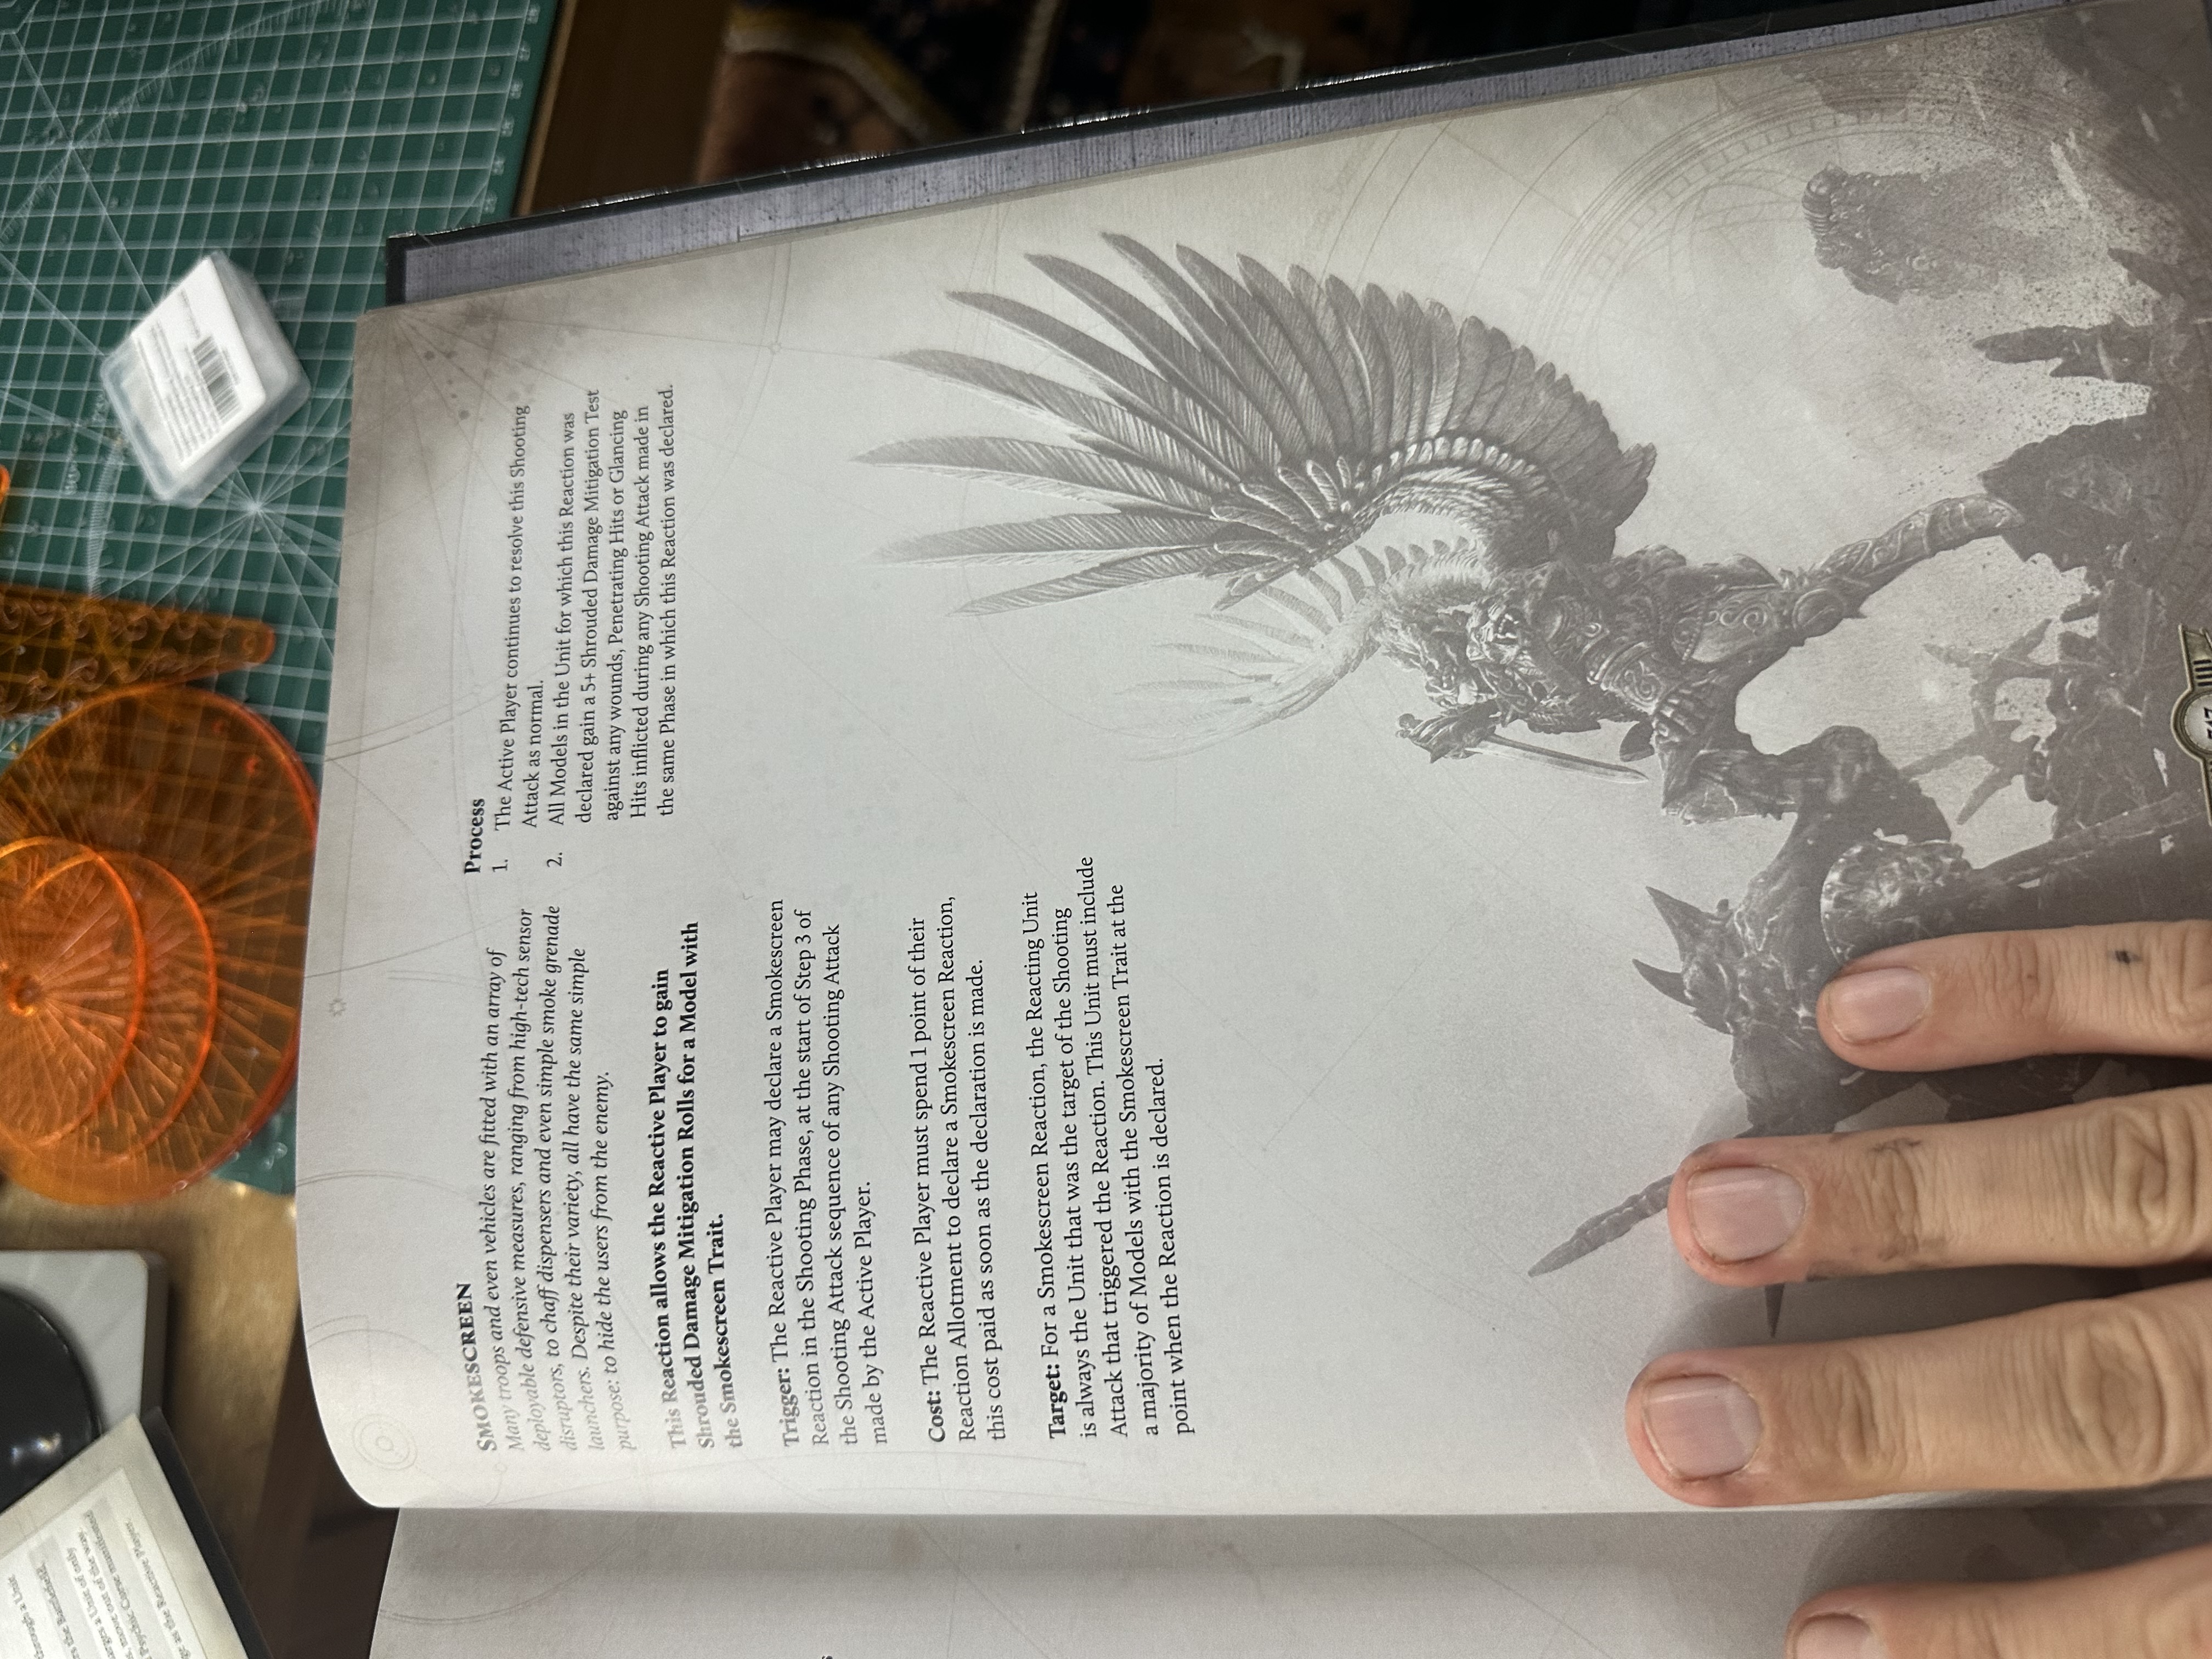 through a Unit
rs the Battlefield.
arges a Unit of only
s, move out of the way.
Psychic Curse manifested
ge as the Reactive Player.
SMOKESCREEN
Many troops and even vehicles are fitted with an array of
deployable defensive measures, ranging from high-tech sensor
disruptors, to chaff dispensers and even simple smoke grenade
launchers. Despite their variety, all have the same simple
purpose: to hide the users from the enemy.
This Reaction allows the Reactive Player to gain
Shrouded Damage Mitigation Rolls for a Model with
the Smokescreen Trait.
Trigger: The Reactive Player may declare a Smokescreen
Reaction in the Shooting Phase, at the start of Step 3 of
the Shooting Attack sequence of any Shooting Attack
made by the Active Player.
Cost: The Reactive Player must spend 1 point of their
Reaction Allotment to declare a Smokescreen Reaction,
this cost paid as soon as the declaration is made.
Target: For a Smokescreen Reaction, the Reacting Unit
is always the Unit that was the target of the Shooting
Attack that triggered the Reaction. This Unit must include
a majority of Models with the Smokescreen Trait at the
point when the Reaction is declared.
Process
1. The Active Player continues to resolve this Shooting
Attack as normal.
2. All Models in the Unit for which this Reaction was
declared gain a 5+ Shrouded Damage Mitigation Test
against any wounds, Penetrating Hits or Glancing
Hits inflicted during any Shooting Attack made in
the same Phase in which this Reaction was declared.